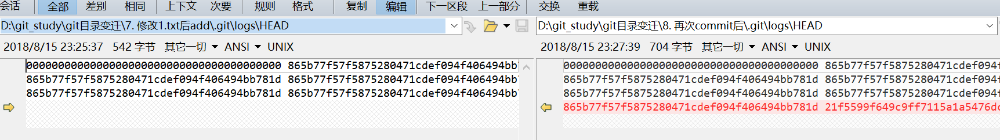 会话 全部 差别 相同 上下文 次要 规则 格式 复制 编辑 下一区段 上一部分 交换 重载
D:\git_study\git目录变迁\7. 修改1.txt后add\.git\logs\HEAD
D:\git_study\git目录变迁\8. 再次commit后\.git\logs\HEAD
2018/8/15 23:25:37 542 字节 其它一切 ANSI UNIX
2018/8/15 23:27:39 704 字节 其它一切 ANSI UNIX
0000000000000000000000000000000000000000 865b77f57f5875280471cdef094f406494bb
865b77f57f5875280471cdef094f406494bb781d 865b77f57f5875280471cdef094f406494bb7
865b77f57f5875280471cdef094f406494bb781d 865b77f57f5875280471cdef094f406494bb7
0000000000000000000000000000000000000000 865b77f57f5875280471cdef094f
865b77f57f5875280471cdef094f406494bb781d 865b77f57f5875280471cdef094f4
865b77f57f5875280471cdef094f406494bb781d 865b77f57f5875280471cdef094f4
865b77f57f5875280471cdef094f406494bb781d 21f5599f649c9ff7115a1a5476dc